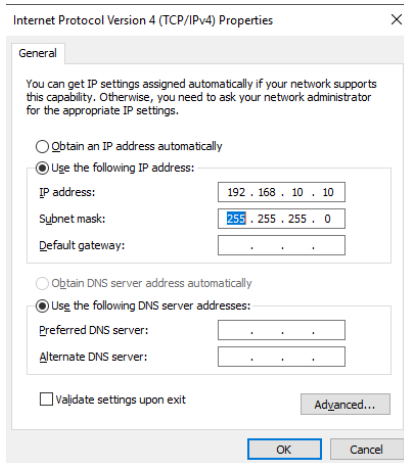 Internet Protocol Version 4 (TCP/IPv4) Properties
General
You can get IP settings assigned automatically if your network supports
this capability. Otherwise, you need to ask your network administrator
for the appropriate IP settings.
Obtain an IP address automatically
Use the following IP address:
IP address: 192 . 168 . 10 . 10
Subnet mask: 255 . 255 . 255 . 0
Default gateway: . . .
Obtain DNS server address automatically
Use the following DNS server addresses:
Preferred DNS server: . . .
Alternate DNS server: . . .
Validate settings upon exit
Advanced...
OK Cancel